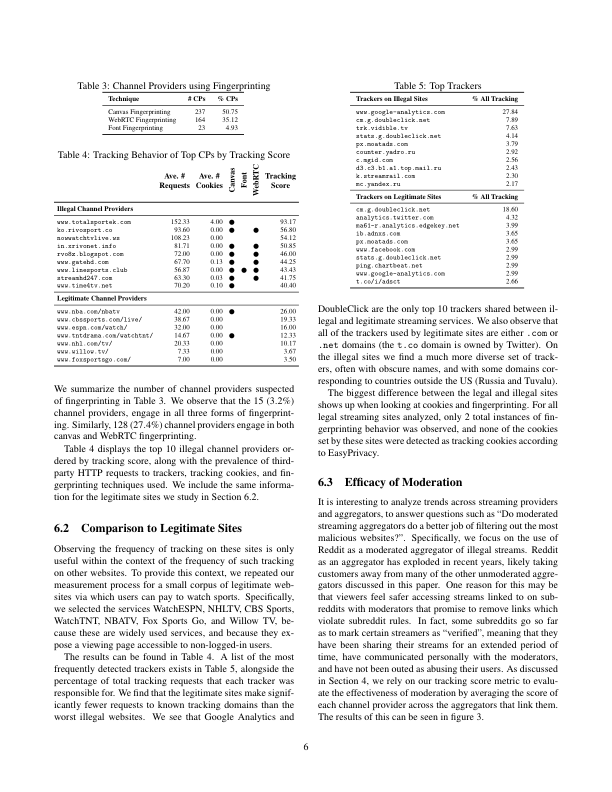 Table 3: Channel Providers using Fingerprinting
Technique # CPs % CPs
Canvas Fingerprinting 237 50.75
WebRTC Fingerprinting 164 35.12
Font Fingerprinting 23 4.93
Table 4: Tracking Behavior of Top CPs by Tracking Score
Ave. # Requests Ave. # Cookies Canvas Font WebRTC Tracking Score
Illegal Channel Providers
www.totalsportek.com 152.33 4.00 ● 93.17
ko.rivosport.co 93.60 0.00 ● ● 56.80
nowwatchtvlive.ws 108.23 0.00 54.12
in.srivonet.info 81.71 0.00 ● ● 50.85
rvo8z.blogspot.com 72.00 0.00 ● ● 46.00
www.gatehd.com 67.70 0.13 ● ● 44.25
www.linesports.club 56.87 0.00 ● ● ● 43.43
streamhd247.com 63.30 0.03 ● ● 41.75
www.time4tv.net 70.20 0.10 ● 40.40
Legitimate Channel Providers
www.nba.com/nbatv 42.00 0.00 ● 26.00
www.cbssports.com/live/ 38.67 0.00 19.33
www.espn.com/watch/ 32.00 0.00 16.00
www.tntdrama.com/watchtnt/ 14.67 0.00 ● 12.33
www.nhl.com/tv/ 20.33 0.00 10.17
www.willow.tv/ 7.33 0.00 3.67
www.foxsportsgo.com/ 7.00 0.00 3.50
We summarize the number of channel providers suspected
of fingerprinting in Table 3. We observe that the 15 (3.2%)
channel providers, engage in all three forms of fingerprint-
ing. Similarly, 128 (27.4%) channel providers engage in both
canvas and WebRTC fingerprinting.
Table 4 displays the top 10 illegal channel providers or-
dered by tracking score, along with the prevalence of third-
party HTTP requests to trackers, tracking cookies, and fin-
gerprinting techniques used. We include the same informa-
tion for the legitimate sites we study in Section 6.2.
6.2 Comparison to Legitimate Sites
Observing the frequency of tracking on these sites is only
useful within the context of the frequency of such tracking
on other websites. To provide this context, we repeated our
measurement process for a small corpus of legitimate web-
sites via which users can pay to watch sports. Specifically,
we selected the services WatchESPN, NHLTV, CBS Sports,
WatchTNT, NBATV, Fox Sports Go, and Willow TV, be-
cause these are widely used services, and because they ex-
pose a viewing page accessible to non-logged-in users.
The results can be found in Table 4. A list of the most
frequently detected trackers exists in Table 5, alongside the
percentage of total tracking requests that each tracker was
responsible for. We find that the legitimate sites make signif-
icantly fewer requests to known tracking domains than the
worst illegal websites. We see that Google Analytics and
Table 5: Top Trackers
Trackers on Illegal Sites % All Tracking
www.google-analytics.com 27.84
cm.g.doubleclick.net 7.89
trk.vidible.tv 7.63
stats.g.doubleclick.net 4.14
px.moatads.com 3.79
counter.yadro.ru 2.92
c.mgid.com 2.56
d3.c3.b1.a1.top.mail.ru 2.43
k.streamrail.com 2.30
mc.yandex.ru 2.17
Trackers on Legitimate Sites % All Tracking
cm.g.doubleclick.net 18.60
analytics.twitter.com 4.32
ma61-r.analytics.edgekey.net 3.99
ib.adnxs.com 3.65
px.moatads.com 3.65
www.facebook.com 2.99
stats.g.doubleclick.net 2.99
ping.chartbeat.net 2.99
www.google-analytics.com 2.99
t.co/i/adsct 2.66
DoubleClick are the only top 10 trackers shared between il-
legal and legitimate streaming services. We also observe that
all of the trackers used by legitimate sites are either .com or
.net domains (the t.co domain is owned by Twitter). On
the illegal sites we find a much more diverse set of track-
ers, often with obscure names, and with some domains cor-
responding to countries outside the US (Russia and Tuvalu).
The biggest difference between the legal and illegal sites
shows up when looking at cookies and fingerprinting. For all
legal streaming sites analyzed, only 2 total instances of fin-
gerprinting behavior was observed, and none of the cookies
set by these sites were detected as tracking cookies according
to EasyPrivacy.
6.3 Efficacy of Moderation
It is interesting to analyze trends across streaming providers
and aggregators, to answer questions such as “Do moderated
streaming aggregators do a better job of filtering out the most
malicious websites?”. Specifically, we focus on the use of
Reddit as a moderated aggregator of illegal streams. Reddit
as an aggregator has exploded in recent years, likely taking
customers away from many of the other unmoderated aggre-
gators discussed in this paper. One reason for this may be
that viewers feel safer accessing streams linked to on sub-
reddits with moderators that promise to remove links which
violate subreddit rules. In fact, some subreddits go so far
as to mark certain streamers as “verified”, meaning that they
have been sharing their streams for an extended period of
time, have communicated personally with the moderators,
and have not been outed as abusing their users. As discussed
in Section 4, we rely on our tracking score metric to evalu-
ate the effectiveness of moderation by averaging the score of
each channel provider across the aggregators that link them.
The results of this can be seen in figure 3.
6